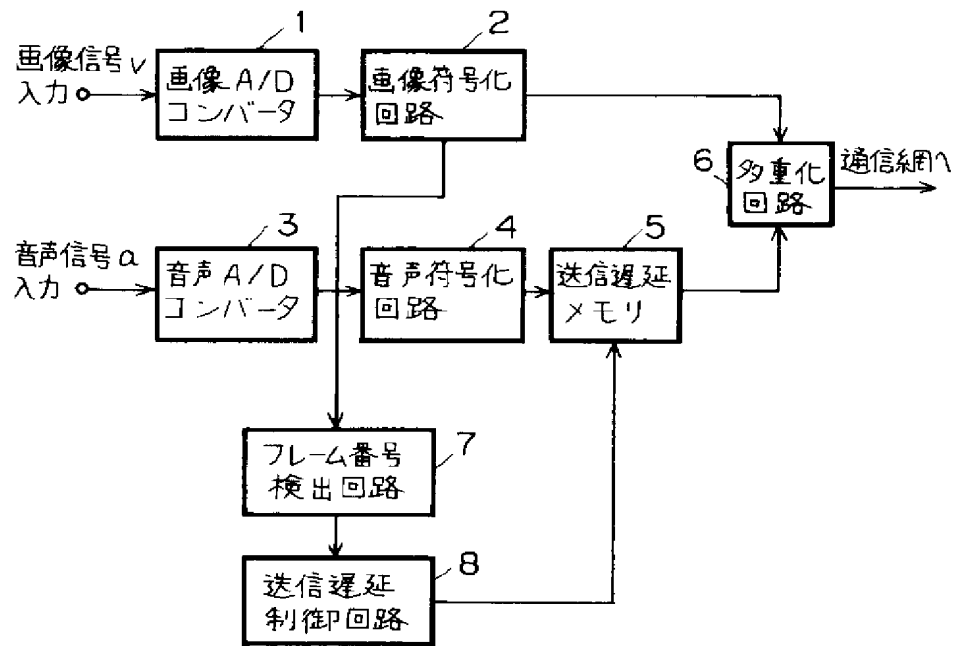 1
2
画像信号v
入力
画像A/D
コンバータ
画像符号化
回路
6
多重化
回路
通信網へ
3
4
5
音声信号a
入力
音声A/D
コンバータ
音声符号化
回路
送信遅延
メモリ
7
フレーム番号
検出回路
8
送信遅延
制御回路